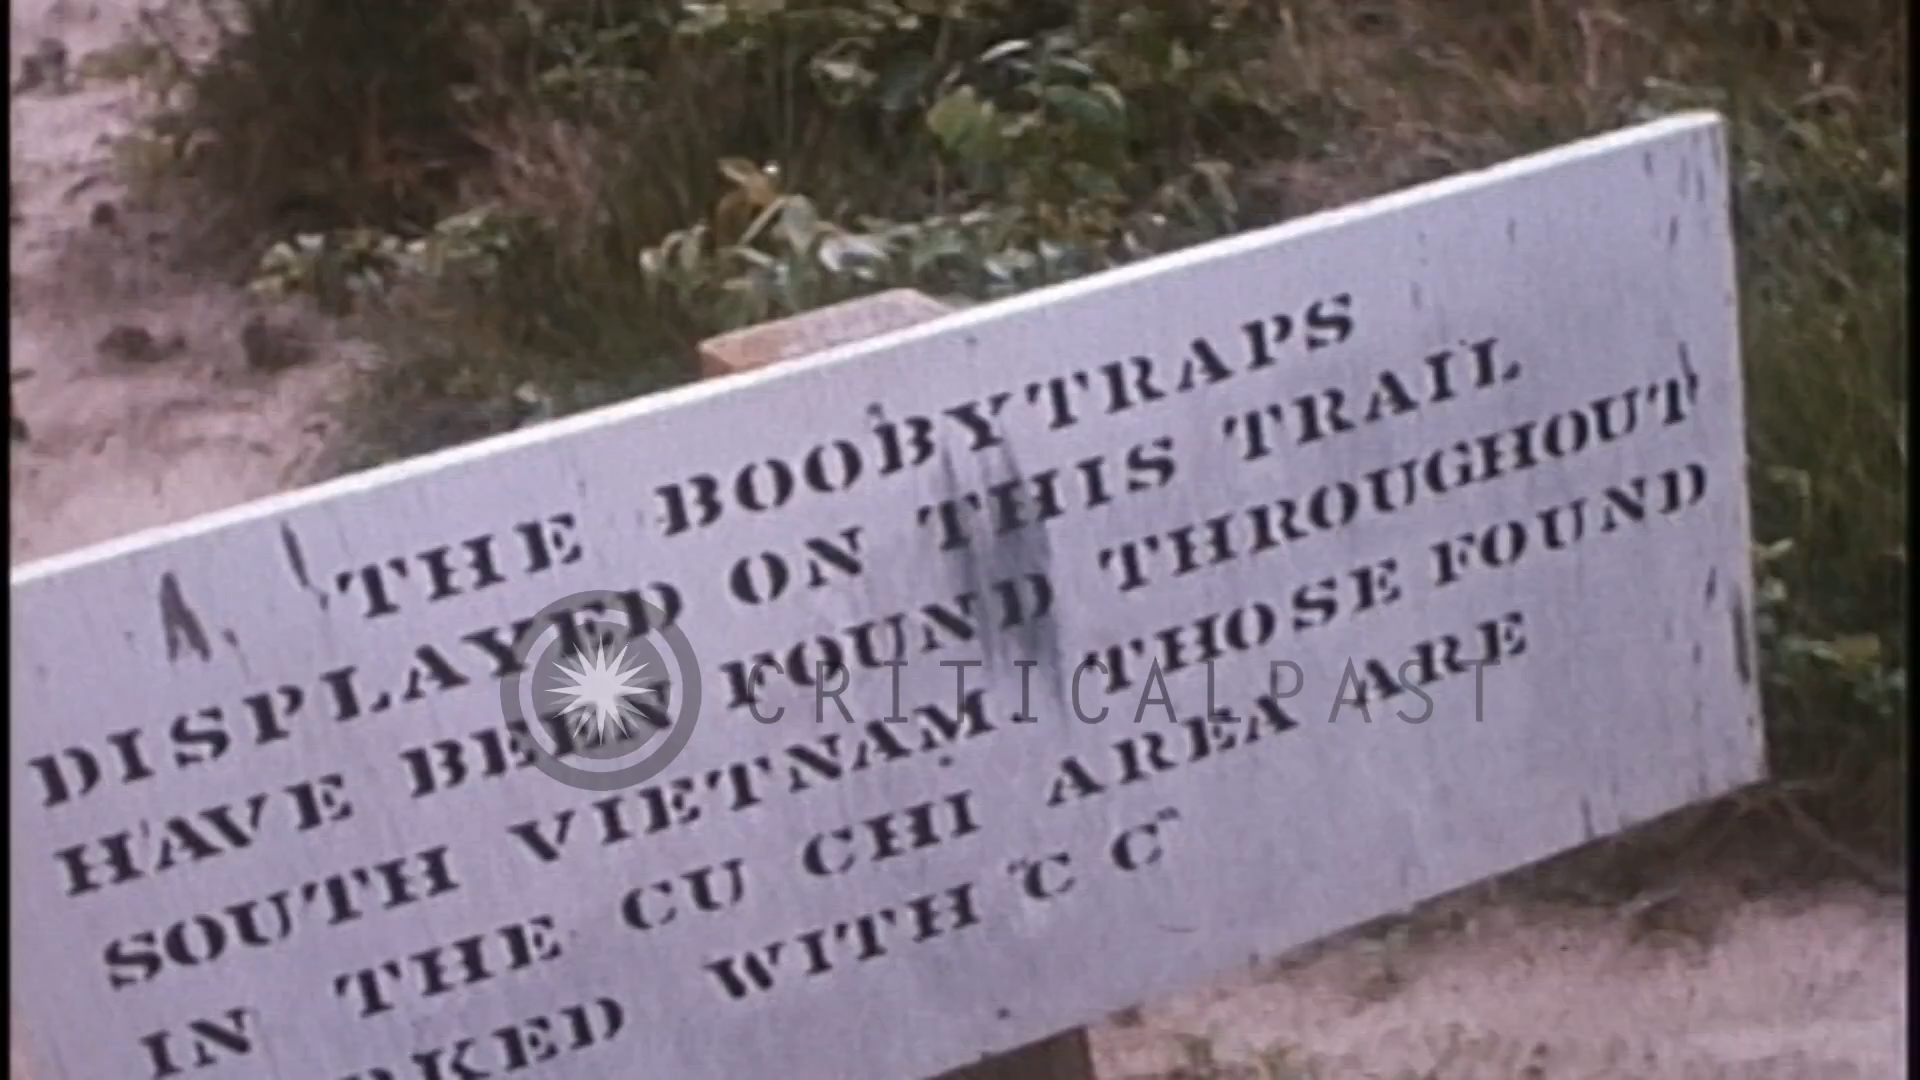 A. THE BOOBYTRAPS
DISPLAYED ON THIS TRAIL
HAVE BEEN FOUND THROUGHOUT
SOUTH VIETNAM. THOSE FOUND
IN THE CU CHI AREA ARE
WITH "C C"
CRITICALPAST